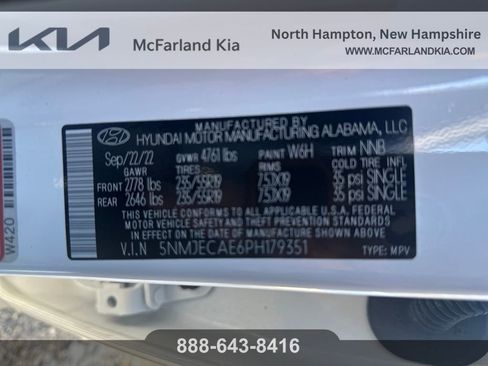 KIA
McFarland Kia
North Hampton, New Hampshire
WWW.MCFARLANDKIA.COM
MANUFACTURED BY
HYUNDAI MOTOR MANUFACTURING ALABAMA, LLC
Sep/22/22 GVWR 4761 lbs PAINT W6H TRIM NNB
GAWR TIRES RIMS COLD TIRE INFL
FRONT 2778 lbs 235/55R19 7.5JX19 35 psi SINGLE
REAR 2646 lbs 235/55R19 7.5JX19 35 psi SINGLE
THIS VEHICLE CONFORMS TO ALL APPLICABLE U.S.A. FEDERAL
MOTOR VEHICLE SAFETY, BUMPER, AND THEFT PREVENTION STANDARDS
IN EFFECT ON THE DATE OF MANUFACTURE SHOWN ABOVE.
V.I.N 5NMJECAE6PH179351 TYPE: MPV
W420
888-643-8416